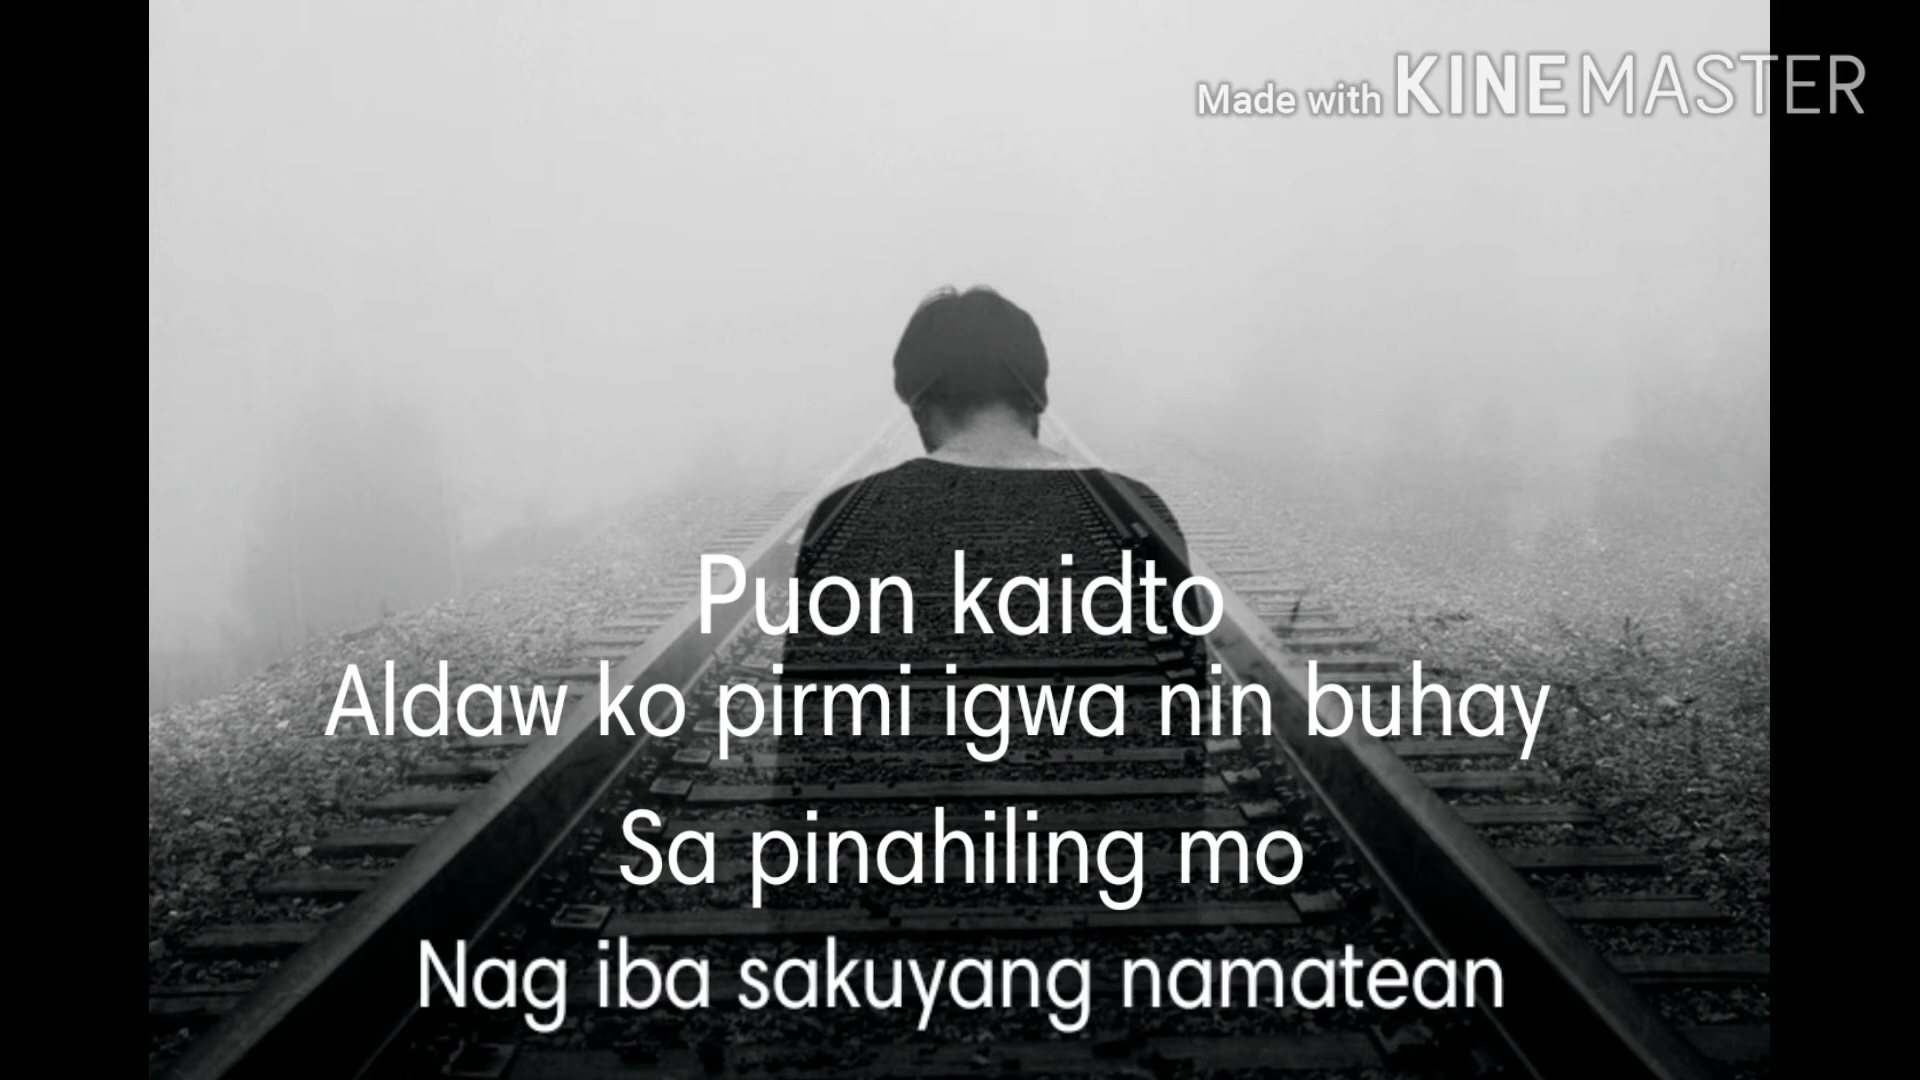 Made with KINEMASTER
Puon kaidto
Aldaw ko pirmi igwa nin buhay
Sa pinahiling mo
Nag iba sakuyang namatean